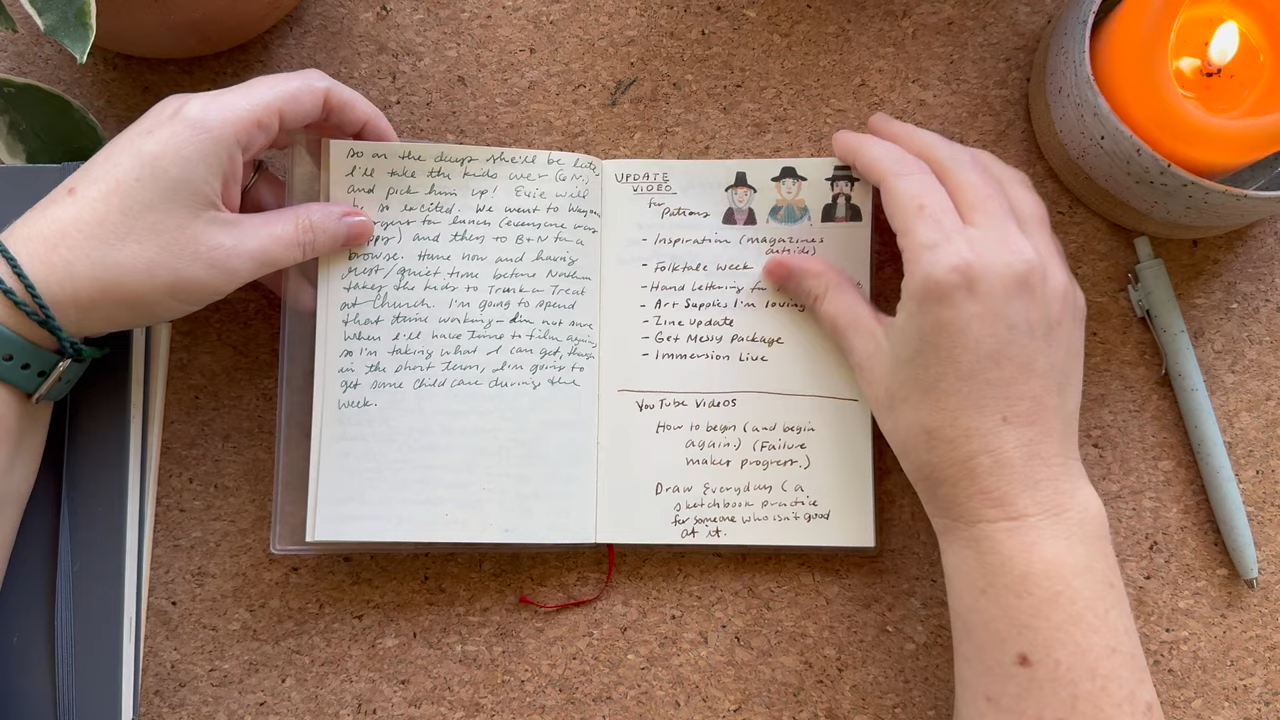 so on the days she'll be late
I'll take the kids over
and pick him up! Evie will
be so excited. We went to
for lunch (everyone was
and then to B+N for a
browse. Home now and having
rest/quiet time before Nathan
takes the kids to Trunk or Treat
at Church. I'm going to spend
that time working – I'm not sure
when I'll have time to film again
so I'm taking what I can get, though
in the short term, I'm going to
get some child care during the
week.
UPDATE
VIDEO
for
Patrons
- Inspiration (magazines
outside)
- Folktale Week
- Hand Lettering for
- Art Supplies I'm loving
- Zine Update
- Get Messy Package
- Immersion Live
YouTube Videos
How to begin (and begin
again.) (Failure
makes progress.)
Draw Everyday (a
sketchbook practice
for someone who isn't good
at it.